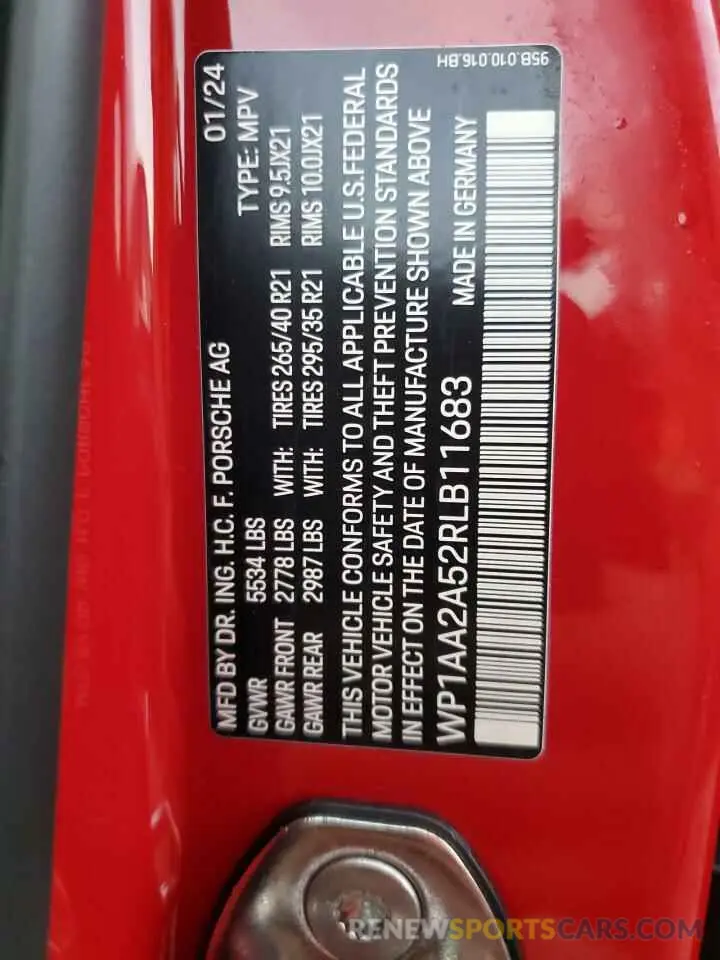 MFD BY DR. ING. H.C. F. PORSCHE AG 01/24
GVWR 5534 LBS TYPE: MPV
GAWR FRONT 2778 LBS WITH: TIRES 265/40 R21 RIMS 9.5JX21
GAWR REAR 2987 LBS WITH: TIRES 295/35 R21 RIMS 10.0JX21
THIS VEHICLE CONFORMS TO ALL APPLICABLE U.S. FEDERAL
MOTOR VEHICLE SAFETY AND THEFT PREVENTION STANDARDS
IN EFFECT ON THE DATE OF MANUFACTURE SHOWN ABOVE
WP1AA2A52RLB11683 MADE IN GERMANY
95B.010.016.BH
RENEWSPORTSCARS.COM